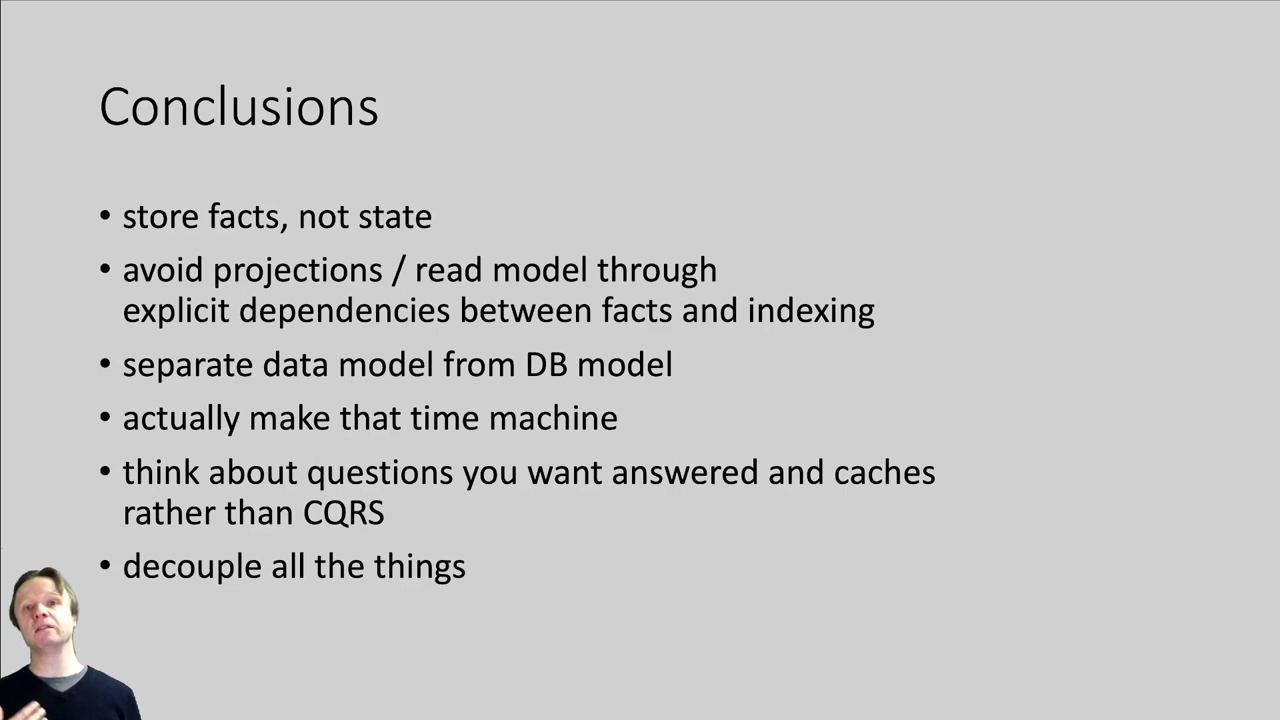 Conclusions
• store facts, not state
• avoid projections / read model through
explicit dependencies between facts and indexing
• separate data model from DB model
• actually make that time machine
• think about questions you want answered and caches
rather than CQRS
• decouple all the things